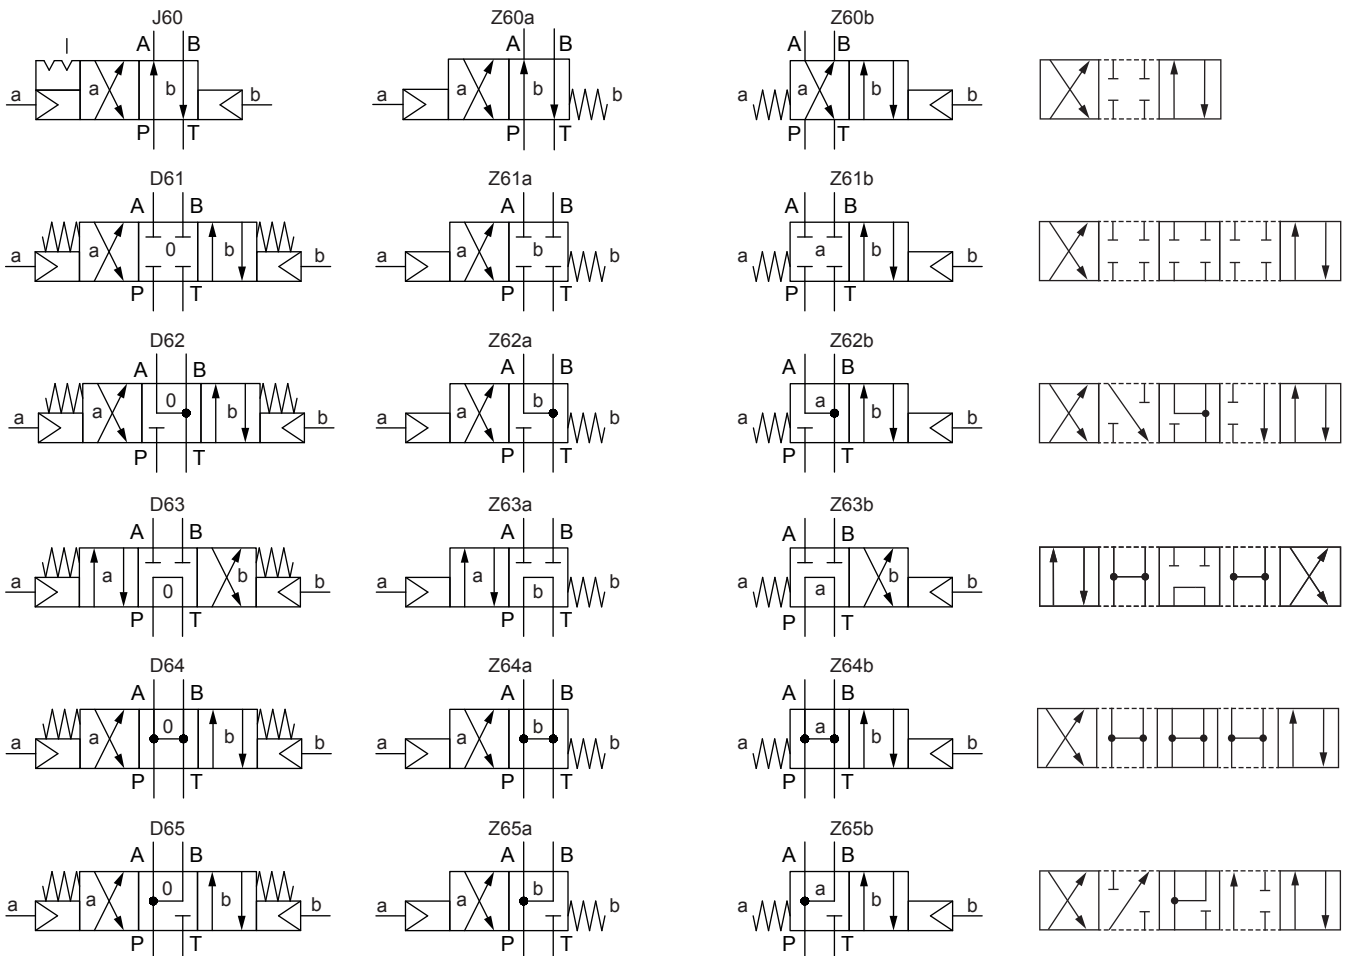 J60 Z60a Z60b
A B A B A B
a a b b a b b a a b b
P T P T P T
D61 Z61a Z61b
A B A B A B
a a 0 b b a a b b a a b b
P T P T P T
D62 Z62a Z62b
A B A B A B
a a 0 b b a a b b a a b b
P T P T P T
D63 Z63a Z63b
A B A B A B
a a 0 b b a a b b a a b b
P T P T P T
D64 Z64a Z64b
A B A B A B
a a 0 b b a a b b a a b b
P T P T P T
D65 Z65a Z65b
A B A B A B
a a 0 b b a a b b a a b b
P T P T P T